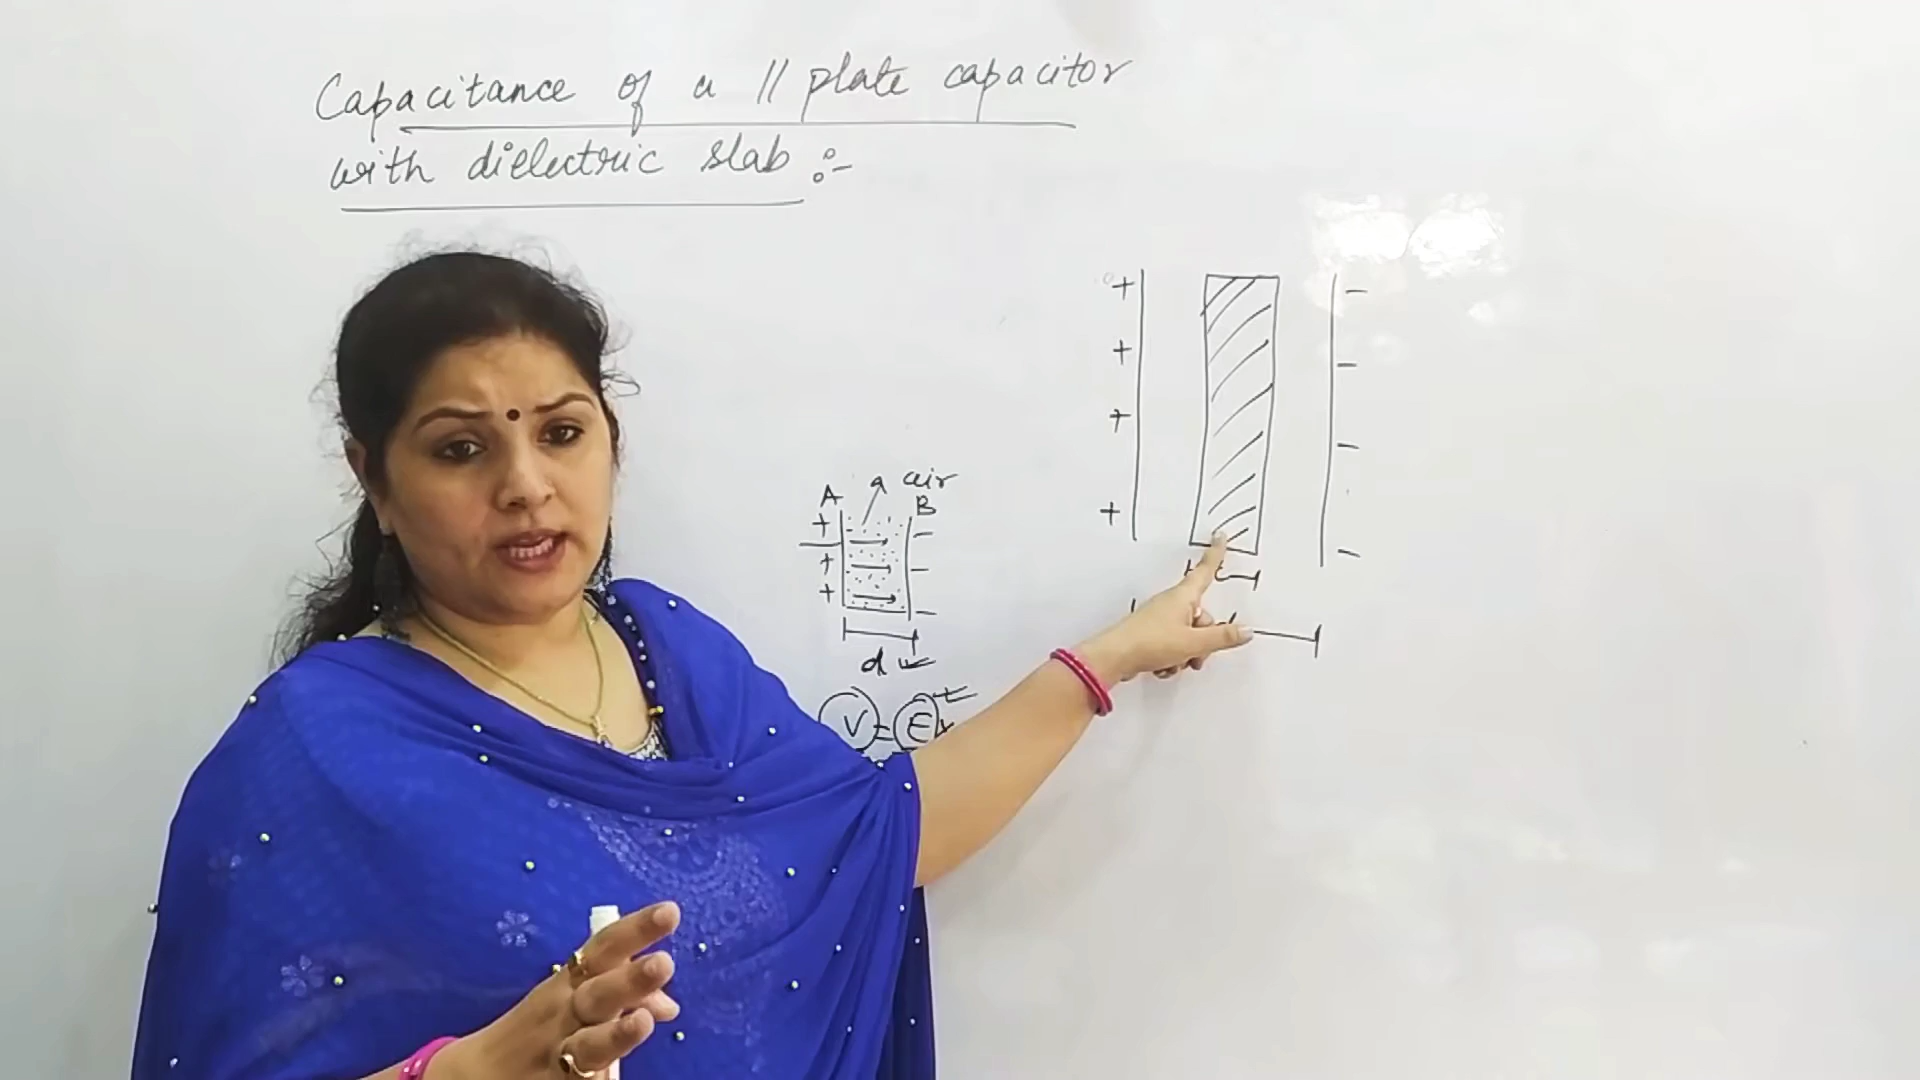 Capacitance of a // plate capacitor
with dielectric slab :-
A air B
+ + + - - -
d
V = E x
+ + + + - - - -
t
d